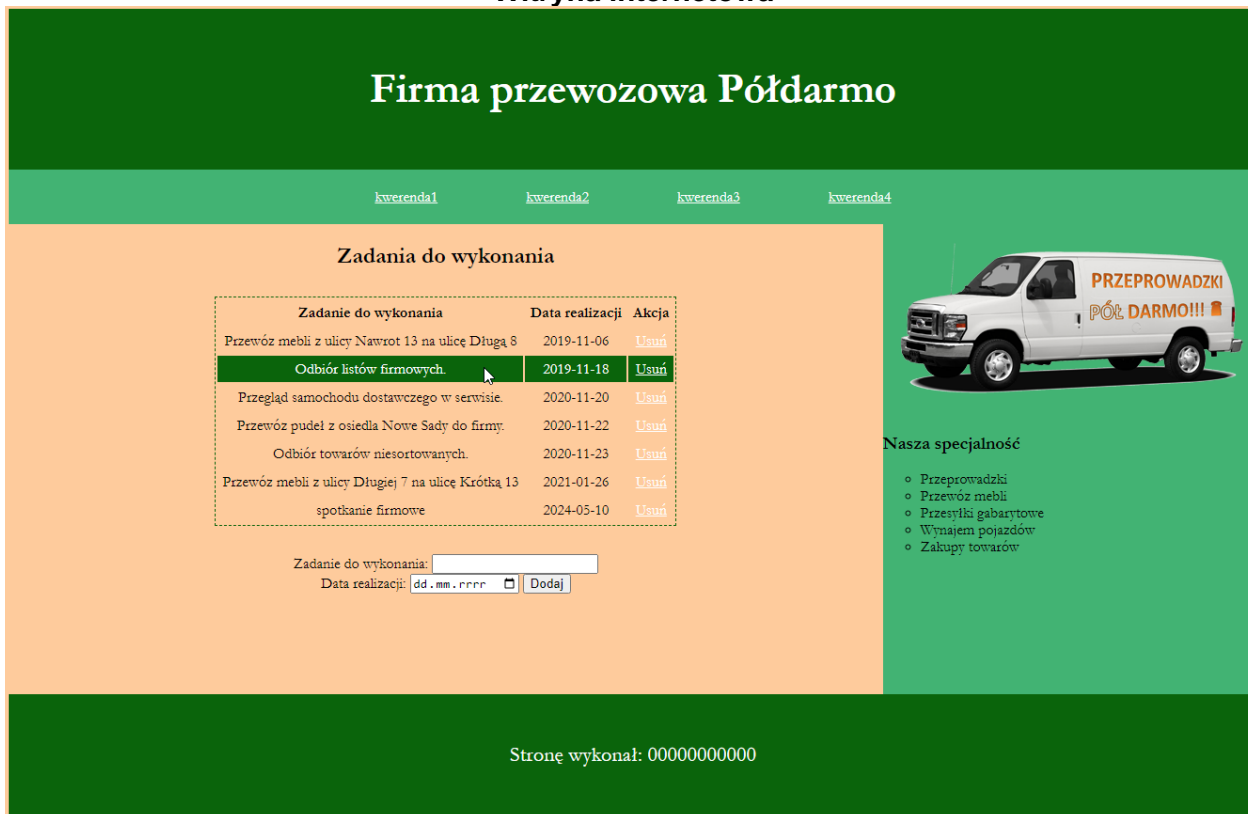 Witryna internetowa
Firma przewozowa Półdarmo
kwerenda1 kwerenda2 kwerenda3 kwerenda4
Zadania do wykonania
Zadanie do wykonania Data realizacji Akcja
Przewóz mebli z ulicy Nawrot 13 na ulicę Długą 8 2019-11-06 Usuń
Odbiór listów firmowych. 2019-11-18 Usuń
Przegląd samochodu dostawczego w serwisie. 2020-11-20 Usuń
Przewóz pudeł z osiedla Nowe Sady do firmy. 2020-11-22 Usuń
Odbiór towarów niesortowanych. 2020-11-23 Usuń
Przewóz mebli z ulicy Długiej 7 na ulicę Krótką 13 2021-01-26 Usuń
spotkanie firmowe 2024-05-10 Usuń
Zadanie do wykonania:
Data realizacji: dd.mm.rrrr Dodaj
PRZEPROWADZKI
PÓŁ DARMO!!!
Nasza specjalność
Przeprowadzki
Przewóz mebli
Przesyłki gabarytowe
Wynajem pojazdów
Zakupy towarów
Stronę wykonał: 00000000000